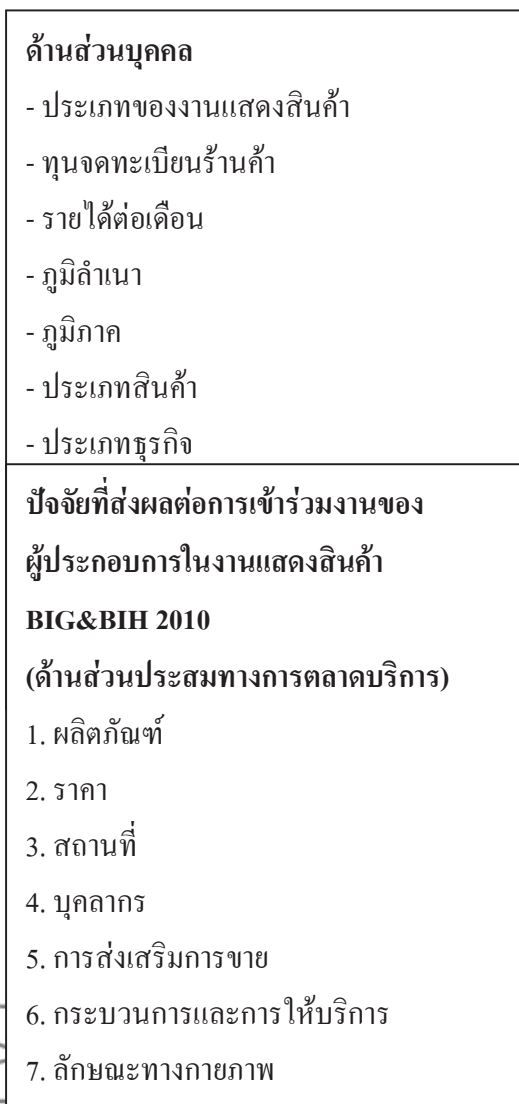 ด้านส่วนบุคคล
- ประเภทของงานแสดงสินค้า
- ทุนจดทะเบียนร้านค้า
- รายได้ต่อเดือน
- ภูมิลำเนา
- ภูมิภาค
- ประเภทสินค้า
- ประเภทธุรกิจ
ปัจจัยที่ส่งผลต่อการเข้าร่วมงานของ
ผู้ประกอบการในงานแสดงสินค้า
BIG&BIH 2010
(ด้านส่วนประสมทางการตลาดบริการ)
1. ผลิตภัณฑ์
2. ราคา
3. สถานที่
4. บุคลากร
5. การส่งเสริมการขาย
6. กระบวนการและการให้บริการ
7. ลักษณะทางกายภาพ